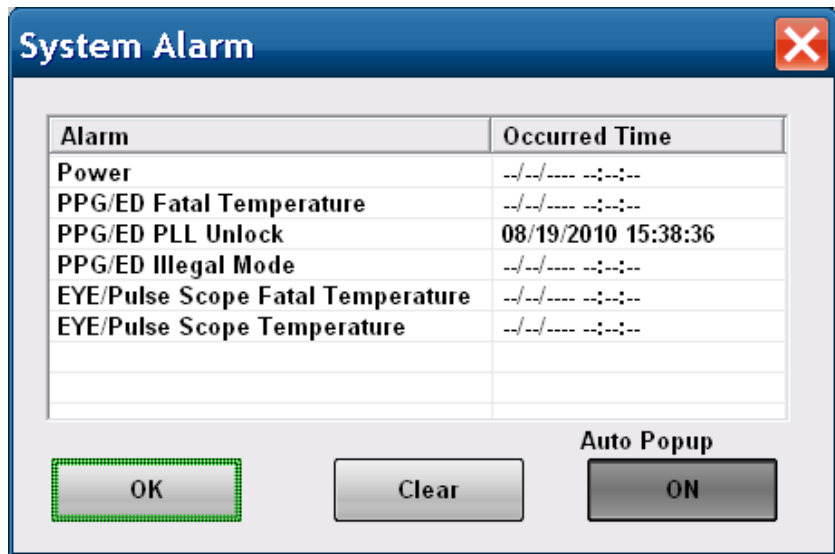 System Alarm
Alarm Occurred Time
Power --/--/---- --:--:--
PPG/ED Fatal Temperature --/--/---- --:--:--
PPG/ED PLL Unlock 08/19/2010 15:38:36
PPG/ED Illegal Mode --/--/---- --:--:--
EYE/Pulse Scope Fatal Temperature --/--/---- --:--:--
EYE/Pulse Scope Temperature --/--/---- --:--:--
Auto Popup
OK Clear ON